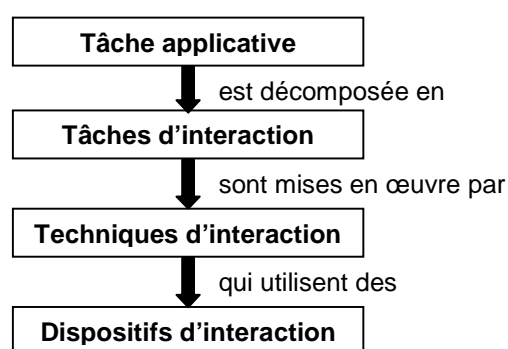 Tâche applicative
est décomposée en
Tâches d’interaction
sont mises en œuvre par
Techniques d’interaction
qui utilisent des
Dispositifs d’interaction